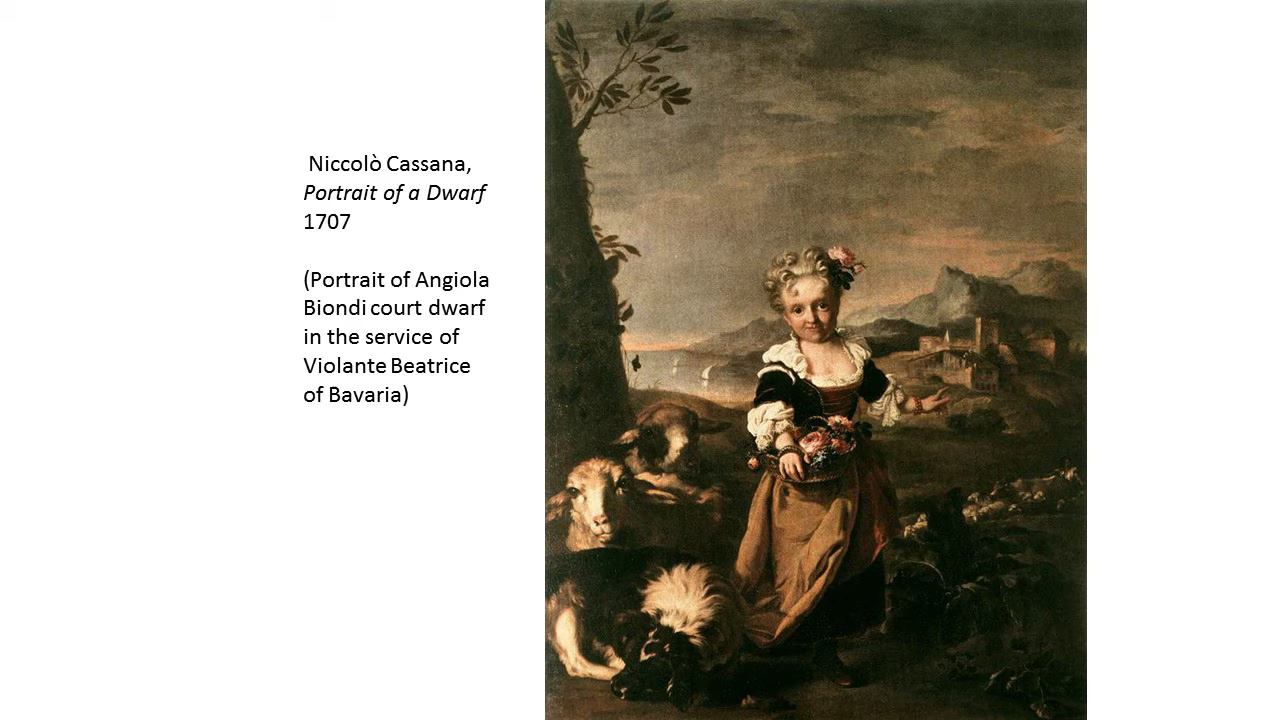 Niccolò Cassana,
Portrait of a Dwarf
1707
(Portrait of Angiola
Biondi court dwarf
in the service of
Violante Beatrice
of Bavaria)